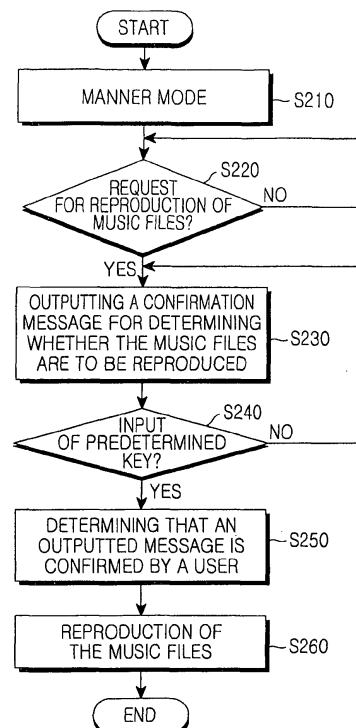 START
MANNER MODE
S210
S220
REQUEST
FOR REPRODUCTION OF
MUSIC FILES?
NO
YES
OUTPUTTING A CONFIRMATION
MESSAGE FOR DETERMINING
WHETHER THE MUSIC FILES
ARE TO BE REPRODUCED
S230
S240
INPUT
OF PREDETERMINED
KEY?
NO
YES
DETERMINING THAT AN
OUTPUTTED MESSAGE IS
CONFIRMED BY A USER
S250
REPRODUCTION OF
THE MUSIC FILES
S260
END